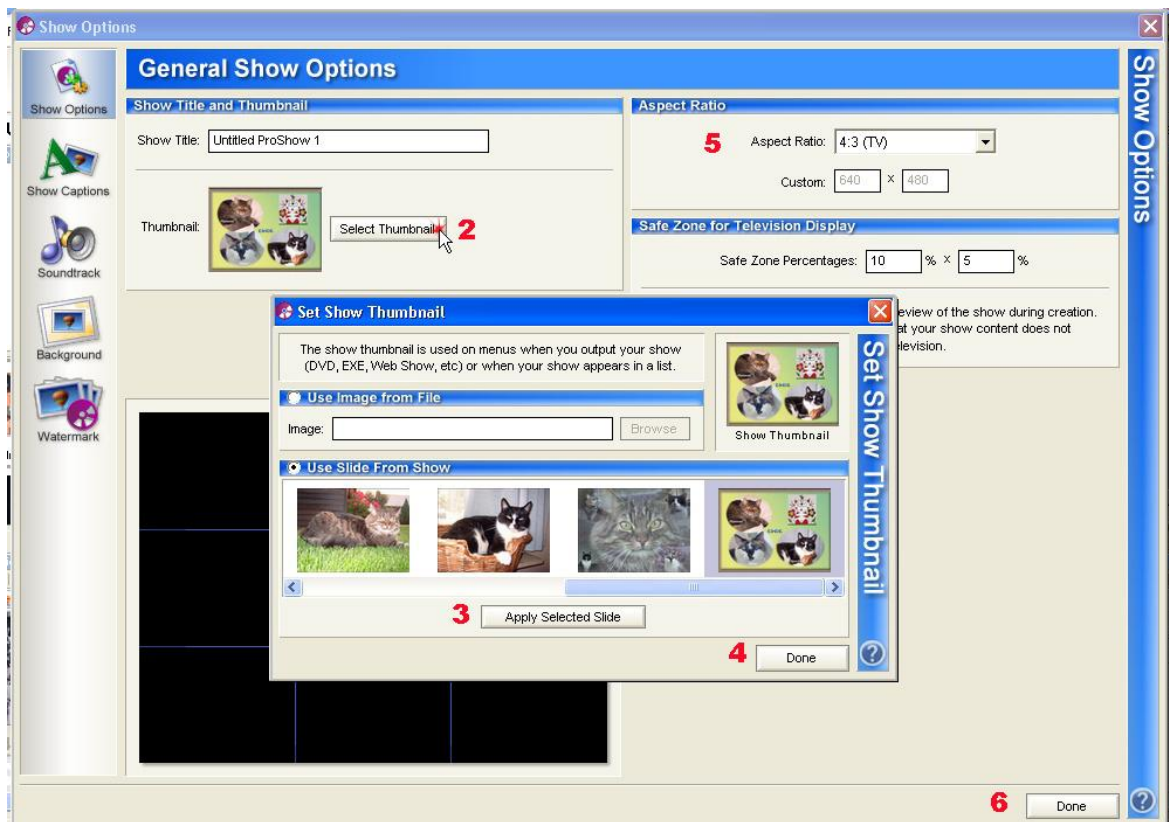 Show Options
General Show Options
Show Options
Show Captions
Soundtrack
Background
Watermark
Show Title and Thumbnail
Show Title: Untitled ProShow 1
Thumbnail: Select Thumbnail 2
Aspect Ratio
5 Aspect Ratio: 4:3 (TV)
Custom: 640 x 480
Safe Zone for Television Display
Safe Zone Percentages: 10 % x 5 %
eview of the show during creation.
at your show content does not
elevision.
Set Show Thumbnail
The show thumbnail is used on menus when you output your show
(DVD, EXE, Web Show, etc) or when your show appears in a list.
Use Image from File
Image: Browse
Show Thumbnail
Use Slide From Show
3 Apply Selected Slide
4 Done
Set Show Thumbnail
?
6 Done
Show Options
?